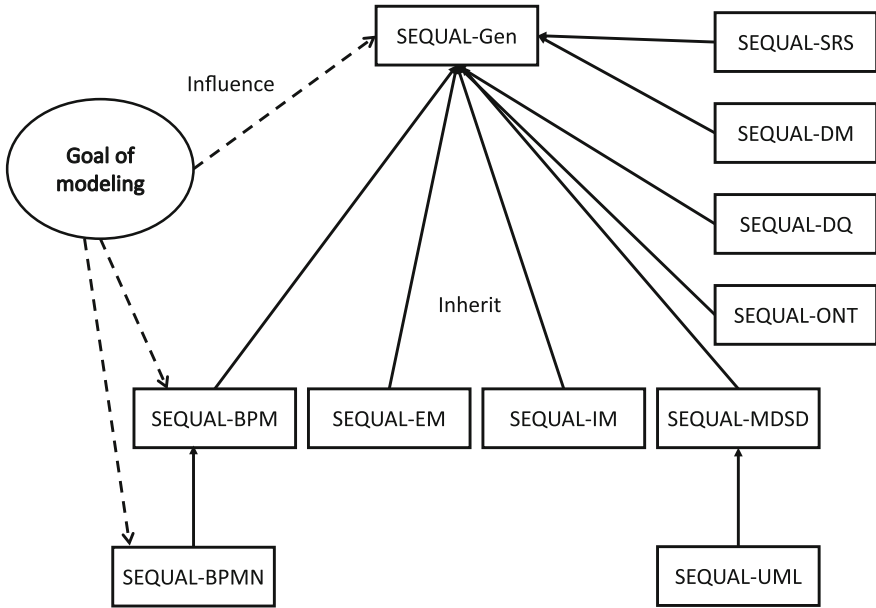 SEQUAL-Gen
SEQUAL-SRS
Influence
SEQUAL-DM
Goal of
modeling
SEQUAL-DQ
Inherit
SEQUAL-ONT
SEQUAL-BPM
SEQUAL-EM
SEQUAL-IM
SEQUAL-MDSD
SEQUAL-BPMN
SEQUAL-UML